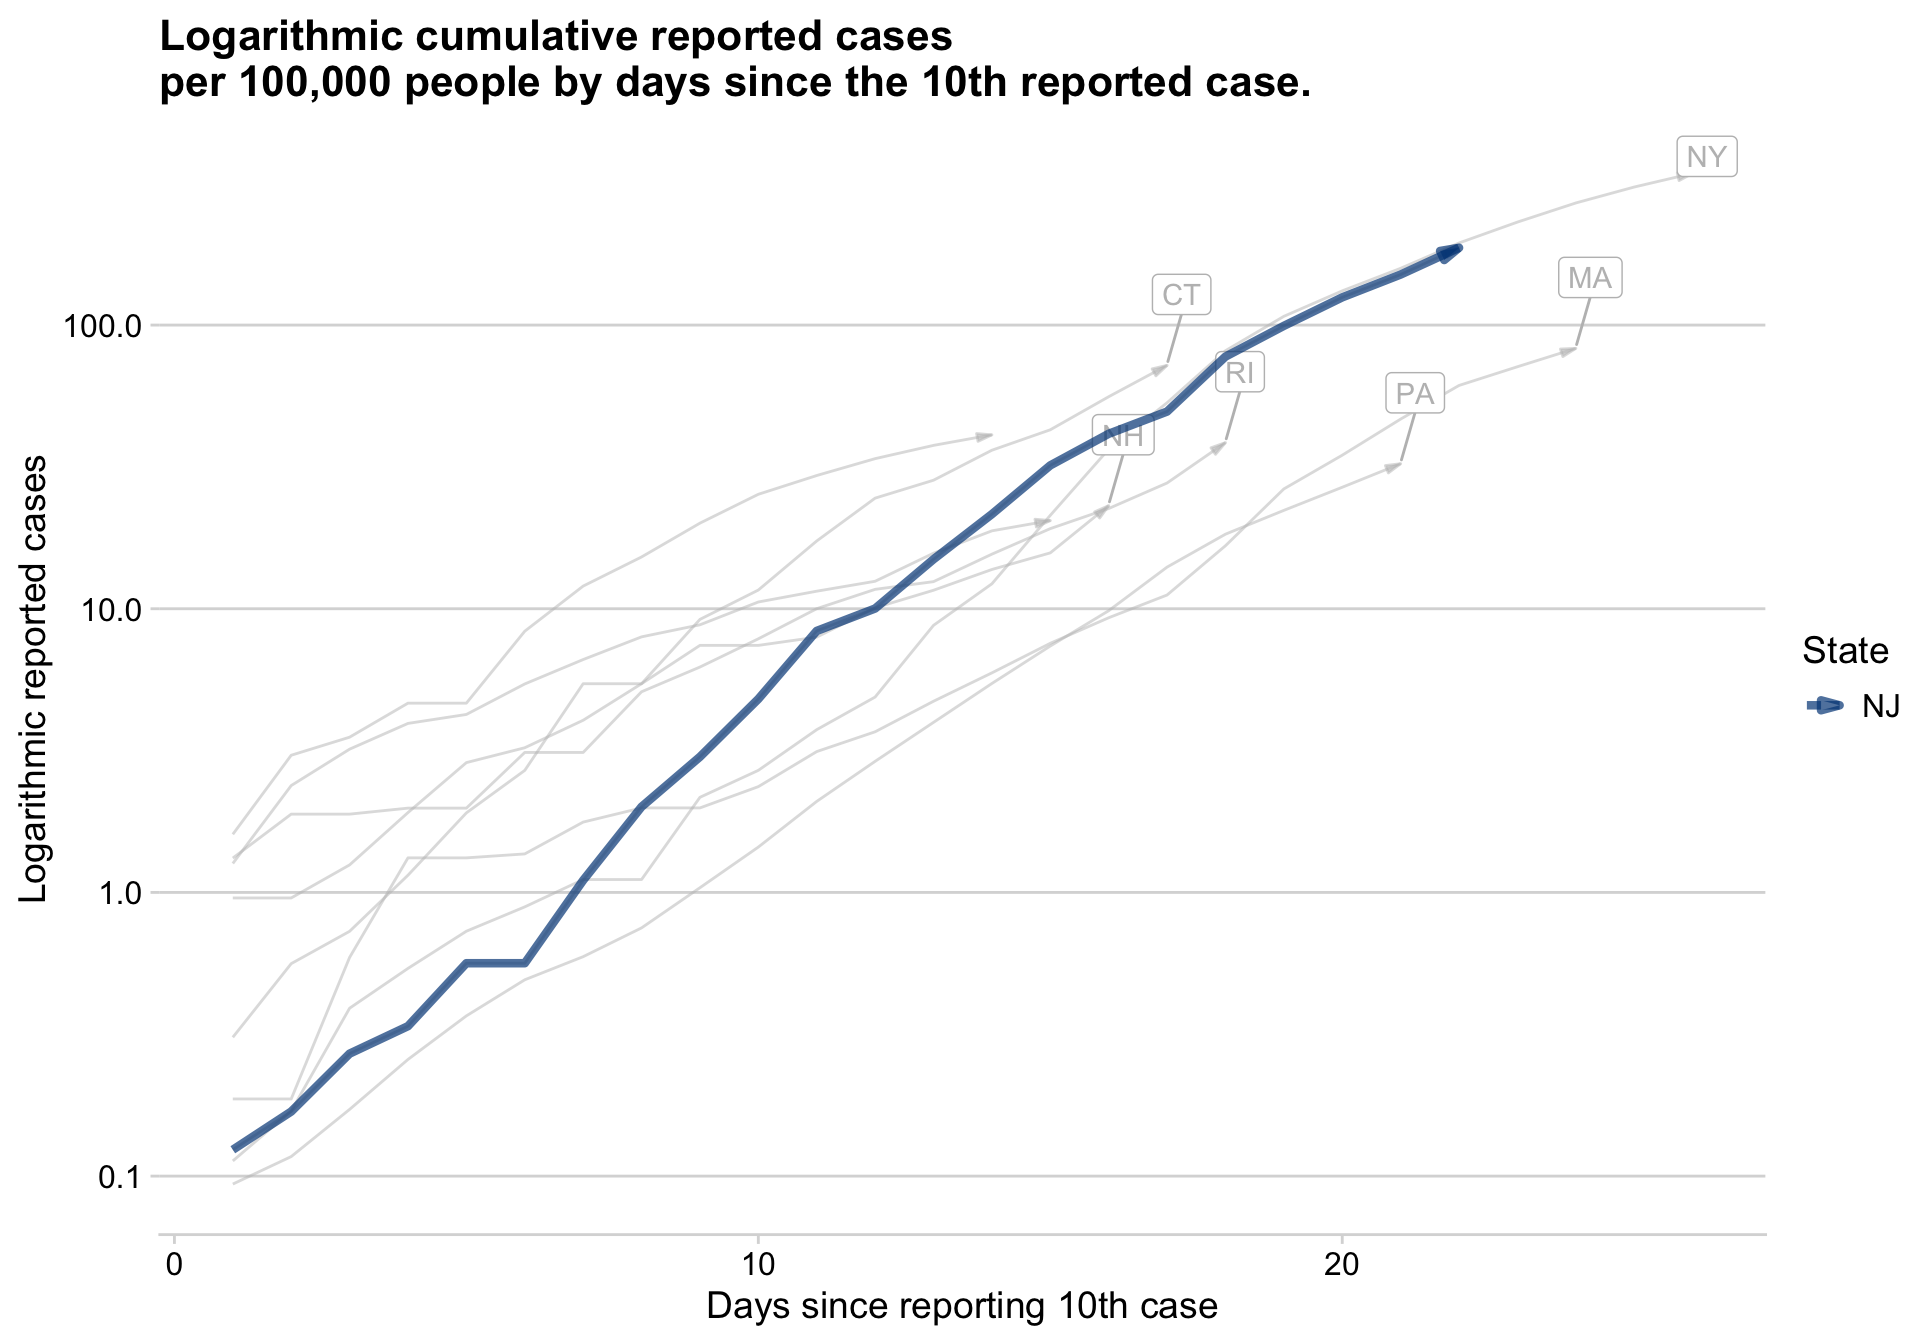 Logarithmic cumulative reported cases
per 100,000 people by days since the 10th reported case.
NY
CT
MA
RI
PA
NH
100.0
10.0
1.0
0.1
Logarithmic reported cases
0
10
20
Days since reporting 10th case
State
NJ